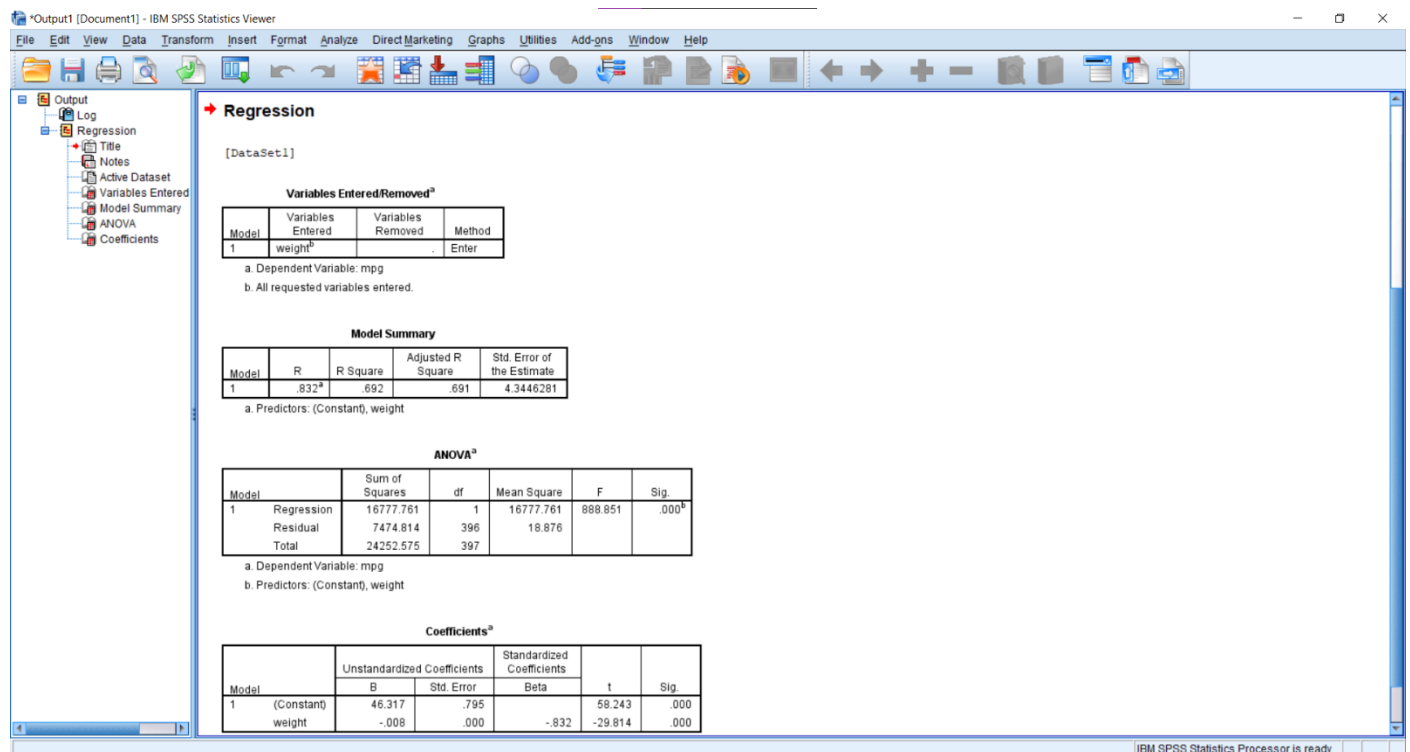 *Output1 [Document1] - IBM SPSS Statistics Viewer
File Edit View Data Transform Insert Format Analyze Direct Marketing Graphs Utilities Add-ons Window Help
Output
Log
Regression
Title
Notes
Active Dataset
Variables Entered
Model Summary
ANOVA
Coefficients
Regression
[DataSet1]
Variables Entered/Removedᵃ
Model Variables Entered Variables Removed Method
1 weightᵇ . Enter
a. Dependent Variable: mpg
b. All requested variables entered.
Model Summary
Model R R Square Adjusted R Square Std. Error of the Estimate
1 .832ᵃ .692 .691 4.3446281
a. Predictors: (Constant), weight
ANOVAᵃ
Model Sum of Squares df Mean Square F Sig.
1 Regression 16777.761 1 16777.761 888.851 .000ᵇ
Residual 7474.814 396 18.876
Total 24252.575 397
a. Dependent Variable: mpg
b. Predictors: (Constant), weight
Coefficientsᵃ
Unstandardized Coefficients Standardized Coefficients
Model B Std. Error Beta t Sig.
1 (Constant) 46.317 .795 58.243 .000
weight -.008 .000 -.832 -29.814 .000
IBM SPSS Statistics Processor is ready